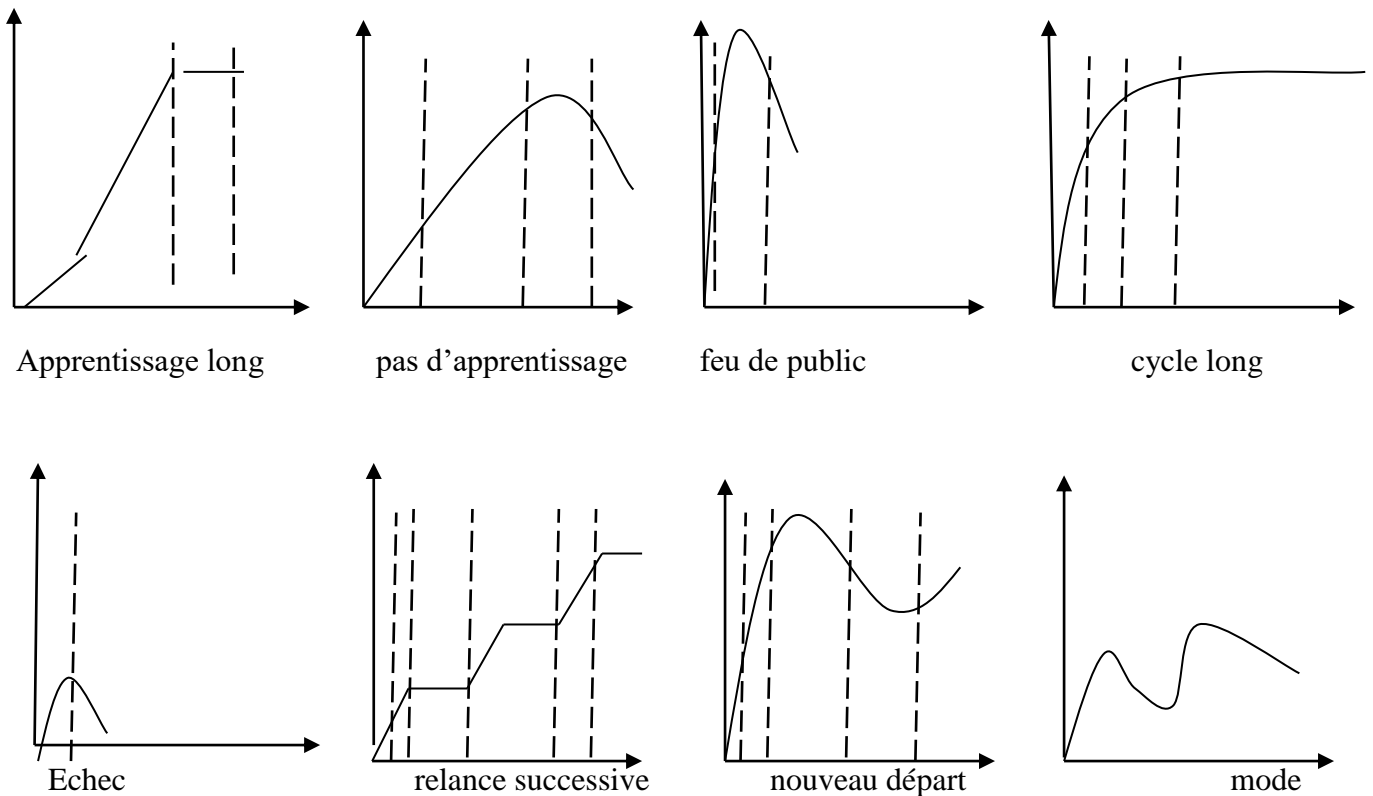 Apprentissage long
pas d’apprentissage
feu de public
cycle long
Echec
relance successive
nouveau départ
mode